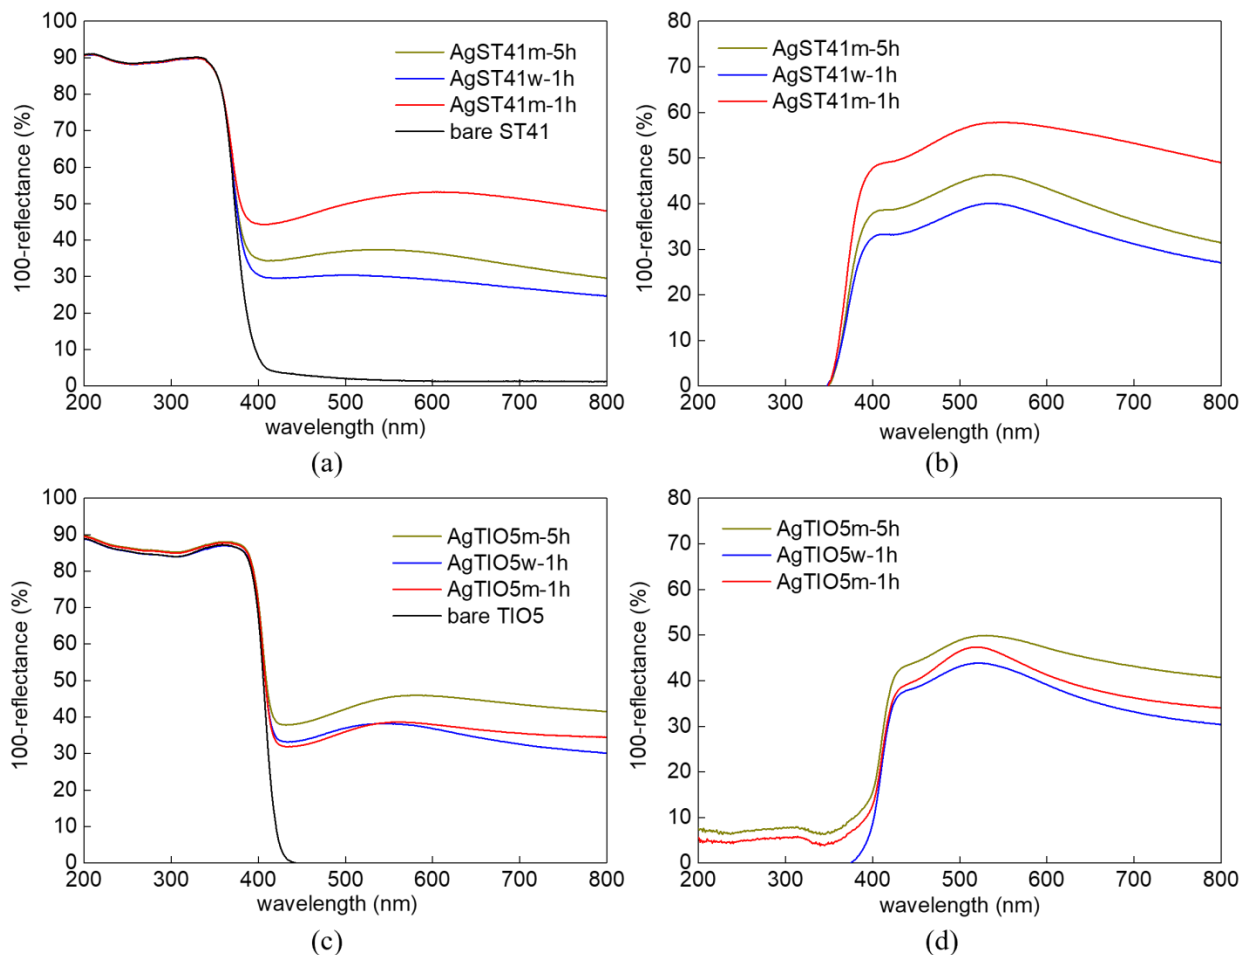 100
90
80
70
60
50
40
30
20
10
0
100-reflectance (%)
AgST41m-5h
AgST41w-1h
AgST41m-1h
bare ST41
200 300 400 500 600 700 800
wavelength (nm)
(a)
80
70
60
50
40
30
20
10
0
100-reflectance (%)
AgST41m-5h
AgST41w-1h
AgST41m-1h
200 300 400 500 600 700 800
wavelength (nm)
(b)
100
90
80
70
60
50
40
30
20
10
0
100-reflectance (%)
AgTIO5m-5h
AgTIO5w-1h
AgTIO5m-1h
bare TIO5
200 300 400 500 600 700 800
wavelength (nm)
(c)
80
70
60
50
40
30
20
10
0
100-reflectance (%)
AgTIO5m-5h
AgTIO5w-1h
AgTIO5m-1h
200 300 400 500 600 700 800
wavelength (nm)
(d)